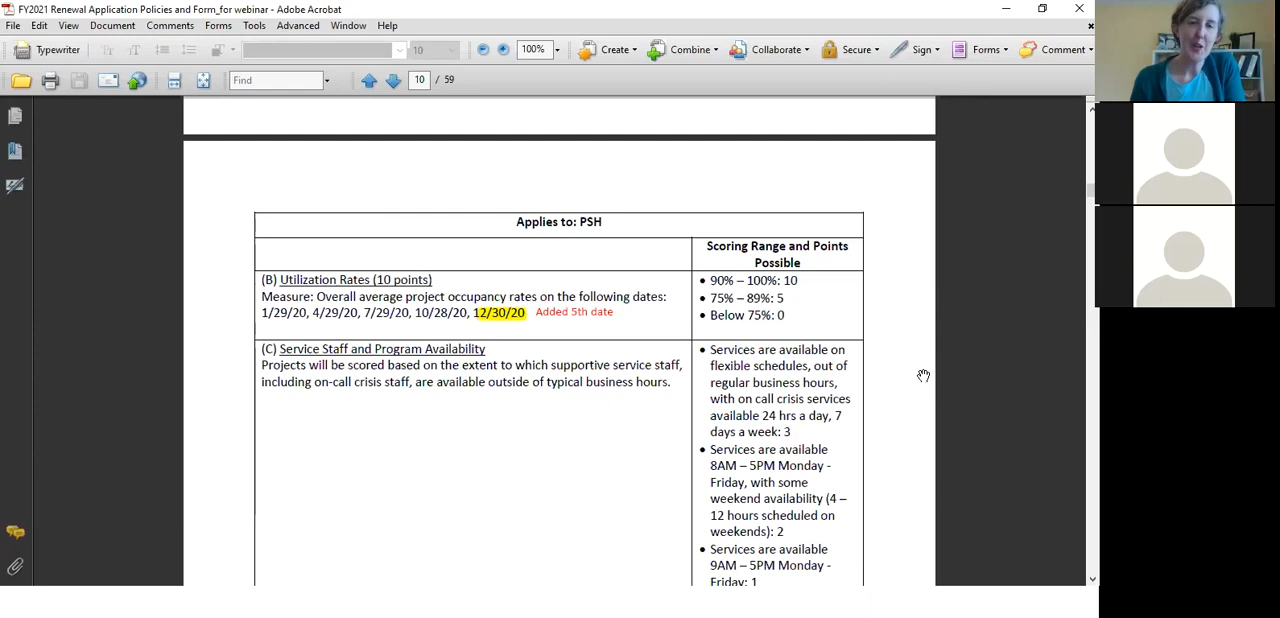 FY2021 Renewal Application Policies and Form_for webinar - Adobe Acrobat
File Edit View Document Comments Forms Tools Advanced Window Help
Typewriter 10 100% Create Combine Collaborate Secure Sign Forms Comment
Find 10 / 59
Applies to: PSH
Scoring Range and Points
Possible
(B) Utilization Rates (10 points)
Measure: Overall average project occupancy rates on the following dates:
1/29/20, 4/29/20, 7/29/20, 10/28/20, 12/30/20 Added 5th date
• 90% – 100%: 10
• 75% – 89%: 5
• Below 75%: 0
(C) Service Staff and Program Availability
Projects will be scored based on the extent to which supportive service staff,
including on-call crisis staff, are available outside of typical business hours.
• Services are available on
flexible schedules, out of
regular business hours,
with on call crisis services
available 24 hrs a day, 7
days a week: 3
• Services are available
8AM – 5PM Monday -
Friday, with some
weekend availability (4 –
12 hours scheduled on
weekends): 2
• Services are available
9AM – 5PM Monday -
Friday: 1